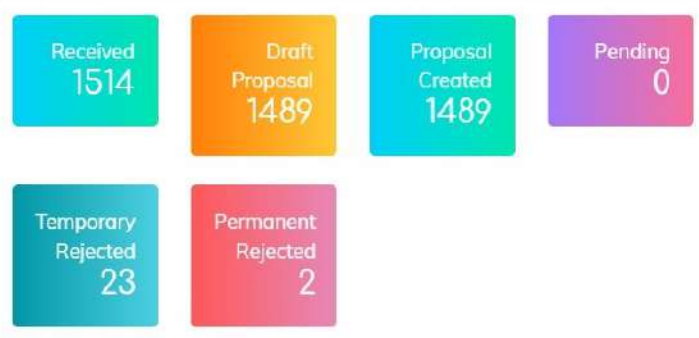 Received
1514
Draft
Proposal
1489
Proposal
Created
1489
Pending
0
Temporary
Rejected
23
Permanent
Rejected
2